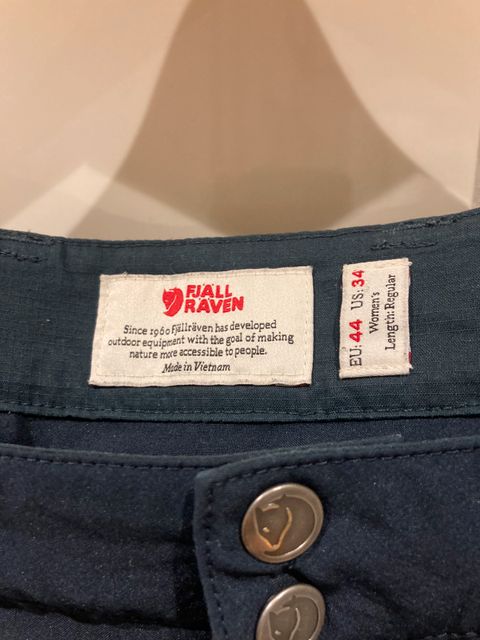 FJÄLL
RÄVEN
Since 1960 Fjällräven has developed
outdoor equipment with the goal of making
nature more accessible to people.
Made in Vietnam
EU: 44 US: 34
Women's
Length: Regular